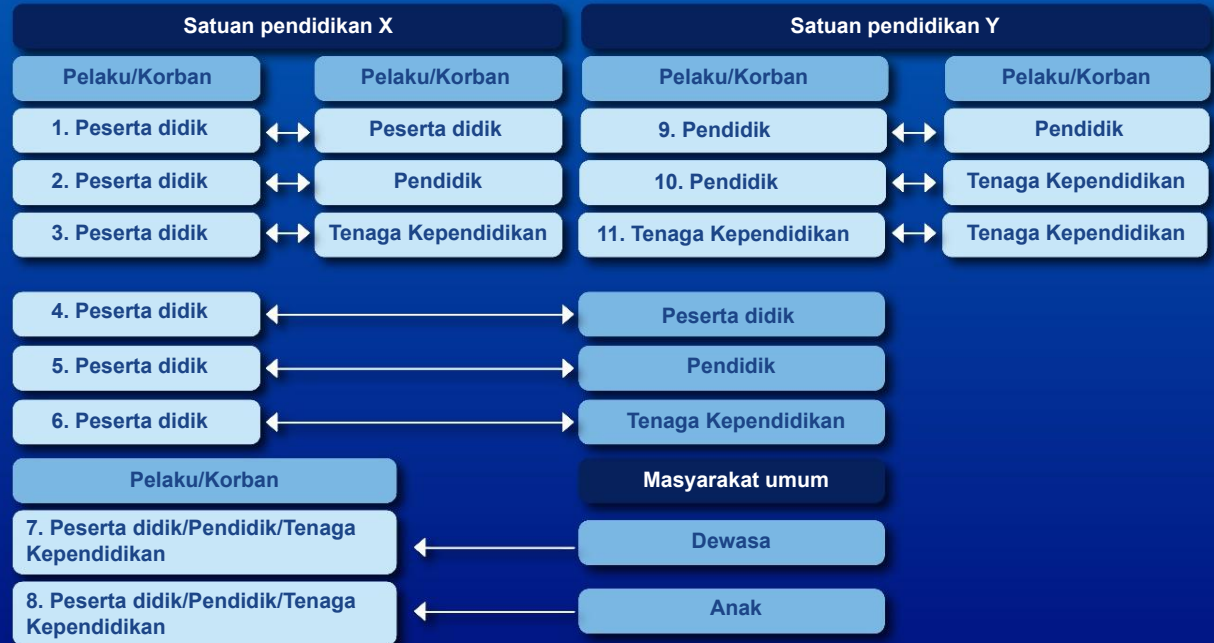 Satuan pendidikan X
Satuan pendidikan Y
Pelaku/Korban
Pelaku/Korban
Pelaku/Korban
Pelaku/Korban
1. Peserta didik
Peserta didik
9. Pendidik
Pendidik
2. Peserta didik
Pendidik
10. Pendidik
Tenaga Kependidikan
3. Peserta didik
Tenaga Kependidikan
11. Tenaga Kependidikan
Tenaga Kependidikan
4. Peserta didik
Peserta didik
5. Peserta didik
Pendidik
6. Peserta didik
Tenaga Kependidikan
Pelaku/Korban
Masyarakat umum
7. Peserta didik/Pendidik/Tenaga
Kependidikan
Dewasa
8. Peserta didik/Pendidik/Tenaga
Kependidikan
Anak